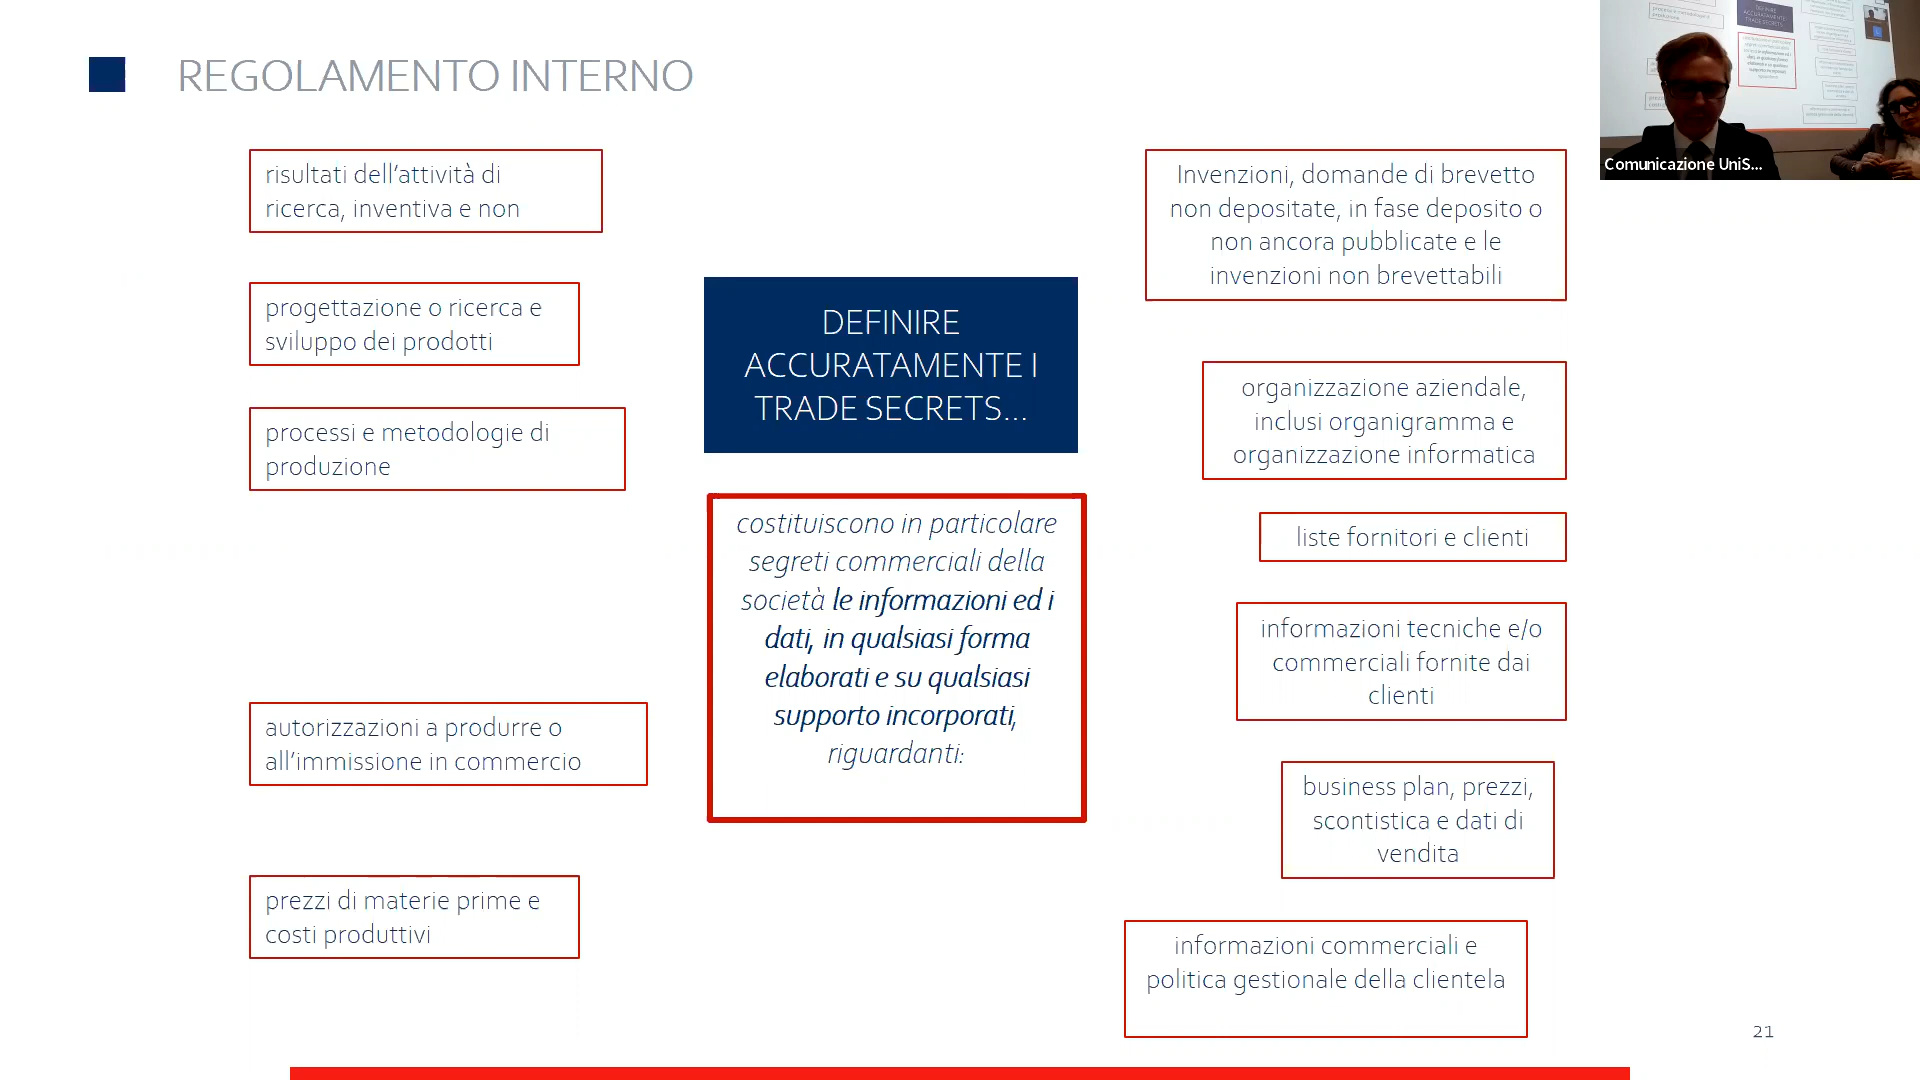 REGOLAMENTO INTERNO
risultati dell'attività di
ricerca, inventiva e non
progettazione o ricerca e
sviluppo dei prodotti
processi e metodologie di
produzione
autorizzazioni a produrre o
all'immissione in commercio
prezzi di materie prime e
costi produttivi
DEFINIRE
ACCURATAMENTE I
TRADE SECRETS...
costituiscono in particolare
segreti commerciali della
società le informazioni ed i
dati, in qualsiasi forma
elaborati e su qualsiasi
supporto incorporati,
riguardanti:
Invenzioni, domande di brevetto
non depositate, in fase deposito o
non ancora pubblicate e le
invenzioni non brevettabili
organizzazione aziendale,
inclusi organigramma e
organizzazione informatica
liste fornitori e clienti
informazioni tecniche e/o
commerciali fornite dai
clienti
business plan, prezzi,
scontistica e dati di
vendita
informazioni commerciali e
politica gestionale della clientela
21
Comunicazione UniS...